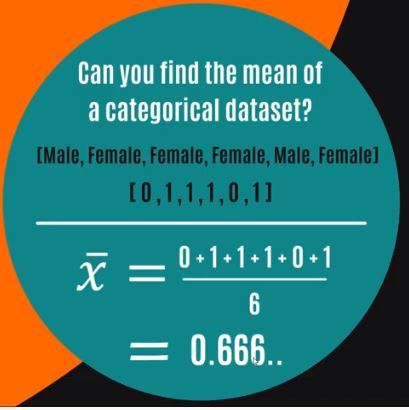 Can you find the mean of
a categorical dataset?
[Male, Female, Female, Female, Male, Female]
[0,1,1,1,0,1]
x̄ = 0+1+1+1+0+1
6
= 0.666..